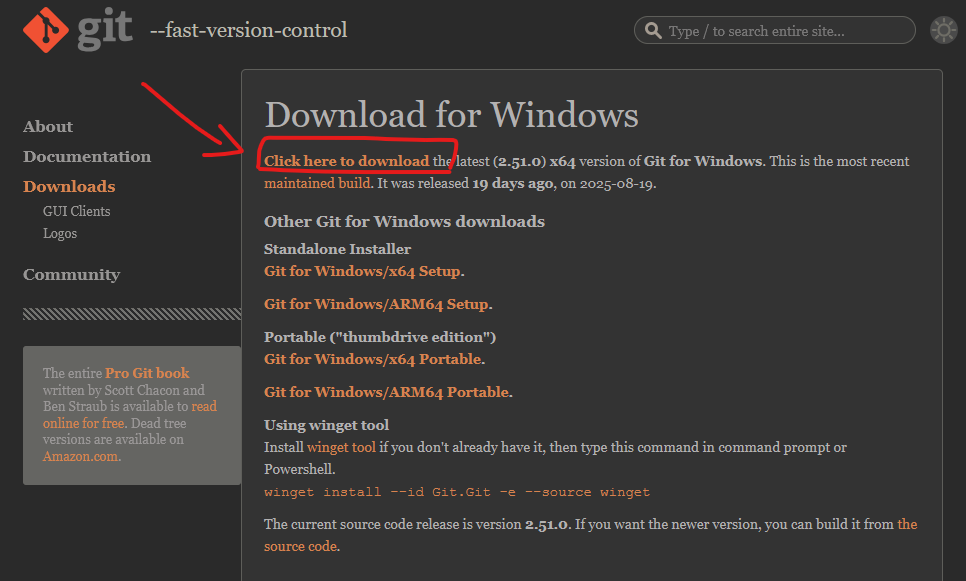 git --fast-version-control
Type / to search entire site...
About
Documentation
Downloads
GUI Clients
Logos
Community
The entire Pro Git book
written by Scott Chacon and
Ben Straub is available to read
online for free. Dead tree
versions are available on
Amazon.com.
Download for Windows
Click here to download the latest (2.51.0) x64 version of Git for Windows. This is the most recent
maintained build. It was released 19 days ago, on 2025-08-19.
Other Git for Windows downloads
Standalone Installer
Git for Windows/x64 Setup.
Git for Windows/ARM64 Setup.
Portable ("thumbdrive edition")
Git for Windows/x64 Portable.
Git for Windows/ARM64 Portable.
Using winget tool
Install winget tool if you don't already have it, then type this command in command prompt or
Powershell.
winget install --id Git.Git -e --source winget
The current source code release is version 2.51.0. If you want the newer version, you can build it from the
source code.